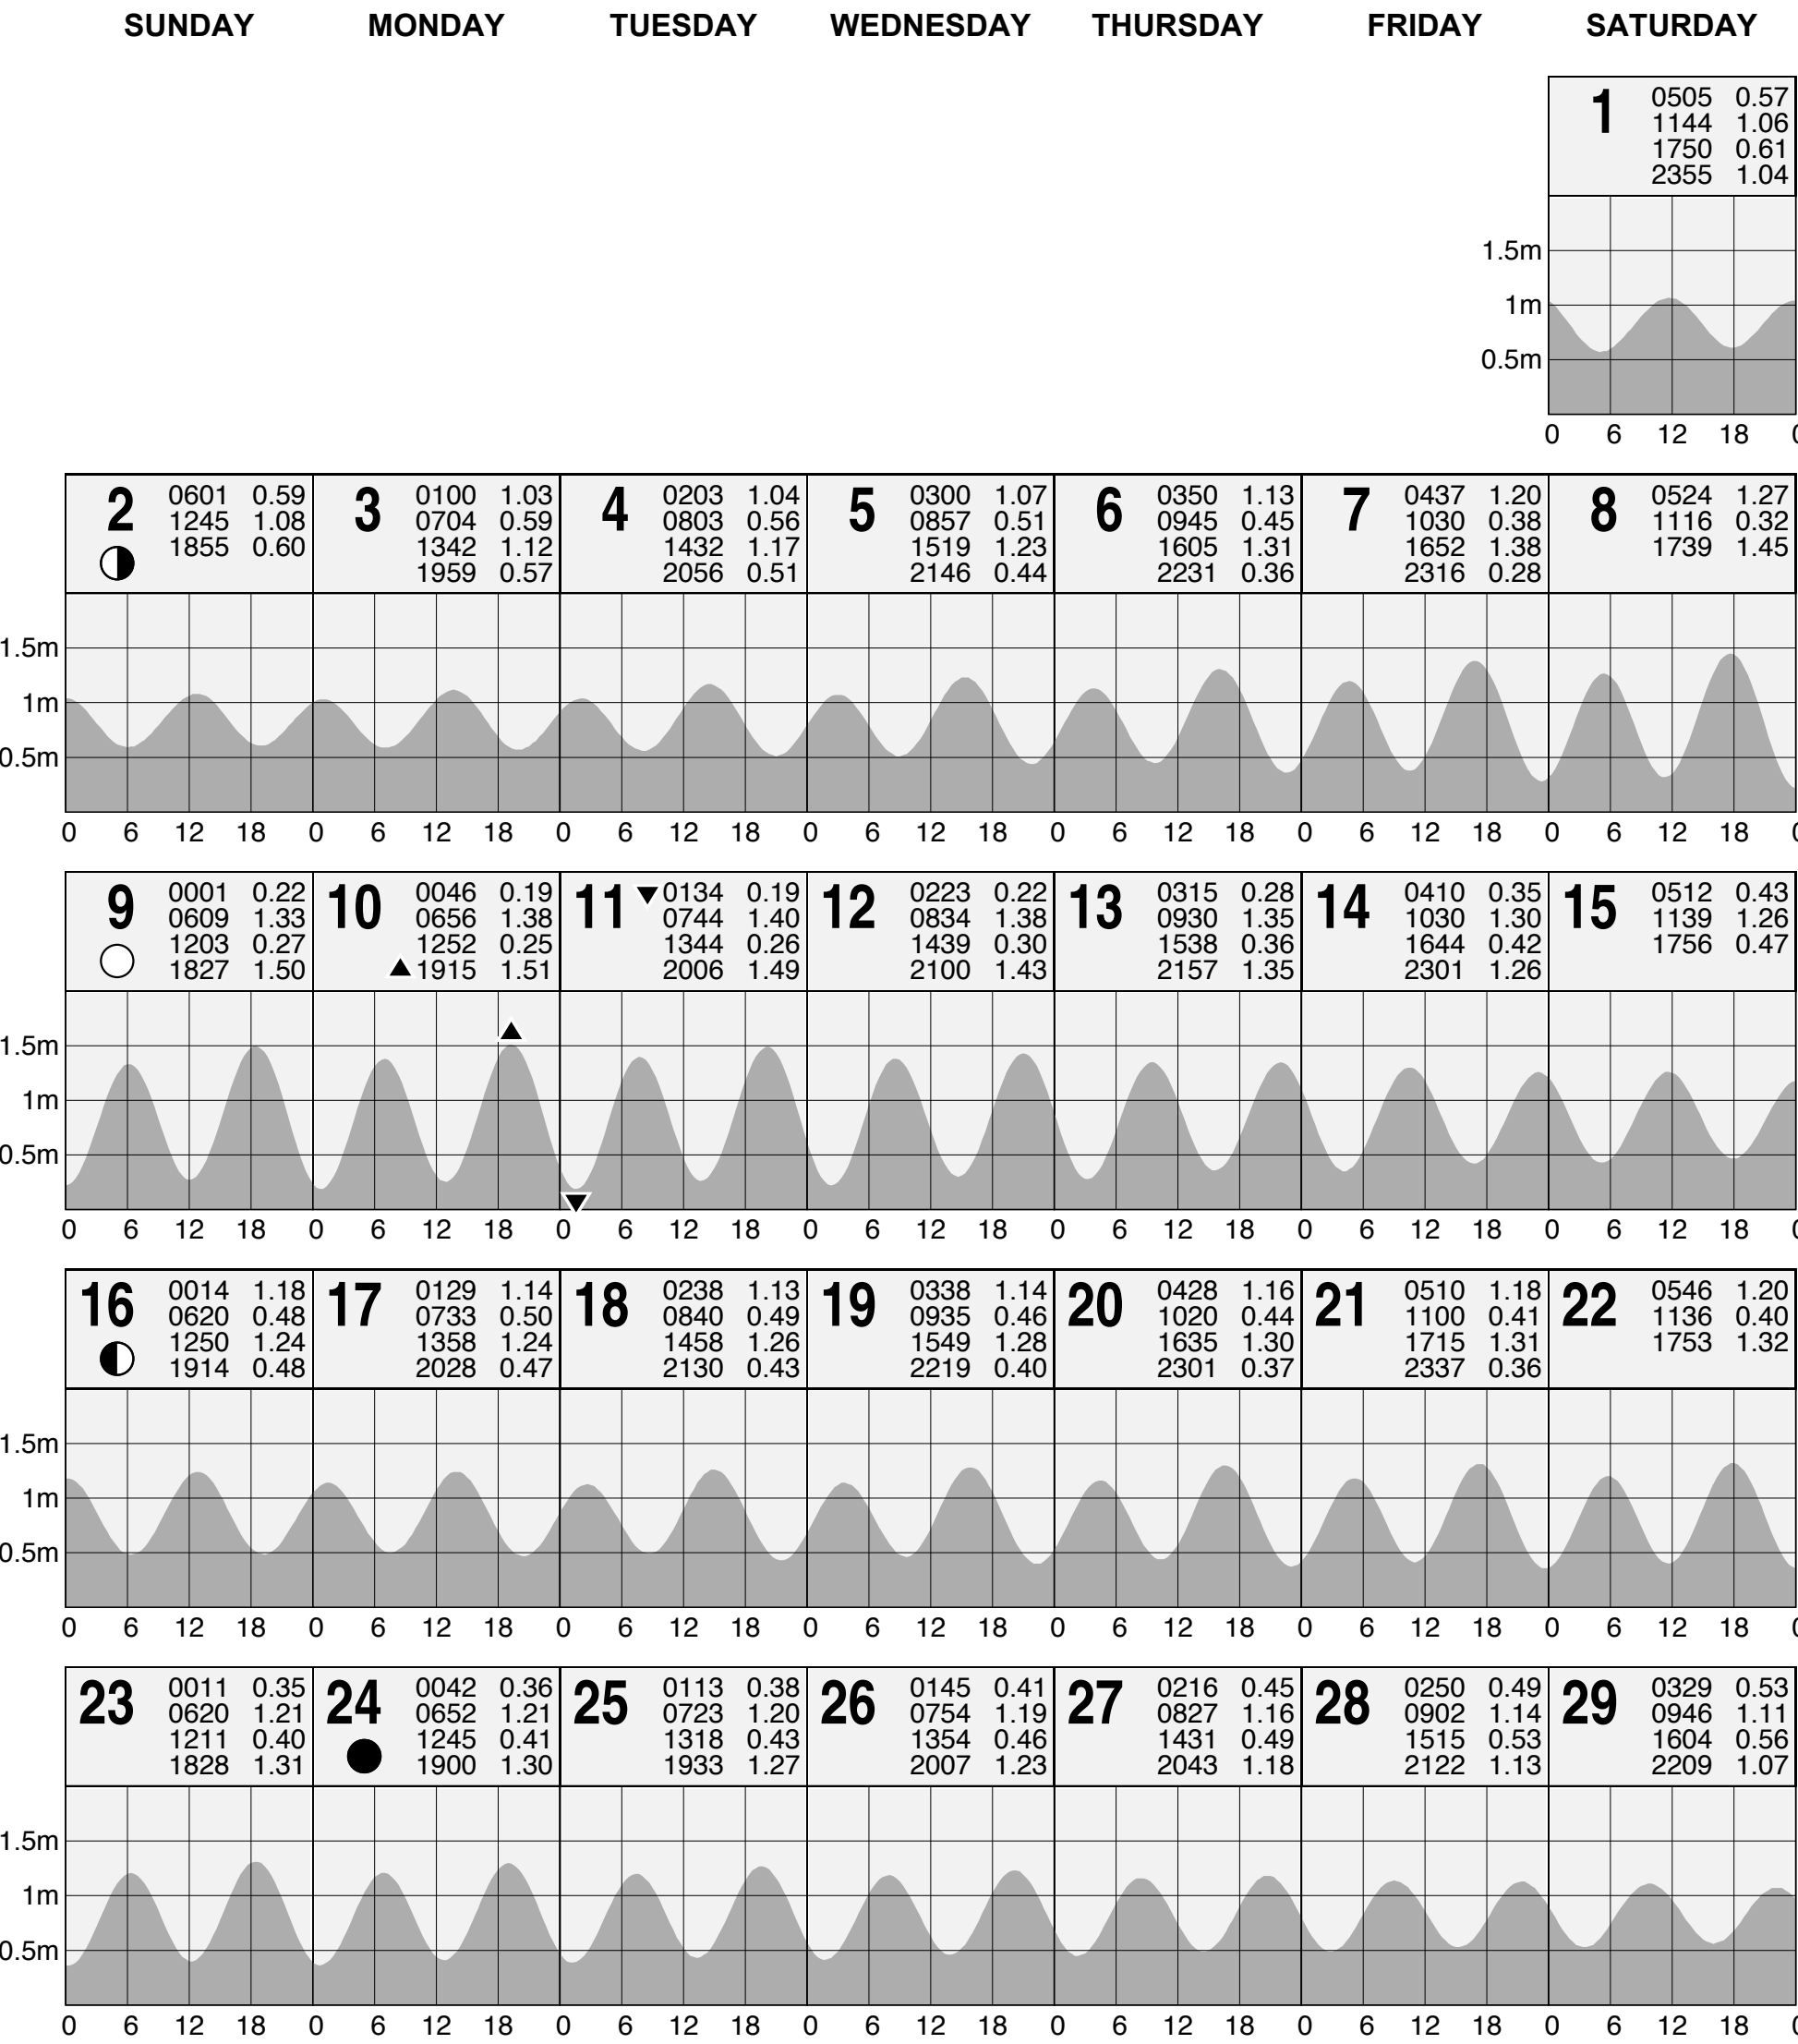 SUNDAY MONDAY TUESDAY WEDNESDAY THURSDAY FRIDAY SATURDAY
1 0505 0.57
1144 1.06
1750 0.61
2355 1.04
1.5m
1m
0.5m
0 6 12 18 0
2 0601 0.59 3 0100 1.03 4 0203 1.04 5 0300 1.07 6 0350 1.13 7 0437 1.20 8 0524 1.27
1245 1.08 0704 0.59 0803 0.56 0857 0.51 0945 0.45 1030 0.38 1116 0.32
1855 0.60 1342 1.12 1432 1.17 1519 1.23 1605 1.31 1652 1.38 1739 1.45
1959 0.57 2056 0.51 2146 0.44 2231 0.36 2316 0.28
1.5m
1m
0.5m
0 6 12 18 0 6 12 18 0 6 12 18 0 6 12 18 0 6 12 18 0 6 12 18 0 6 12 18 0
9 0001 0.22 10 0046 0.19 11 0134 0.19 12 0223 0.22 13 0315 0.28 14 0410 0.35 15 0512 0.43
0609 1.33 0656 1.38 0744 1.40 0834 1.38 0930 1.35 1030 1.30 1139 1.26
1203 0.27 1252 0.25 1344 0.26 1439 0.30 1538 0.36 1644 0.42 1756 0.47
1827 1.50 1915 1.51 2006 1.49 2100 1.43 2157 1.35 2301 1.26
1.5m
1m
0.5m
0 6 12 18 0 6 12 18 0 6 12 18 0 6 12 18 0 6 12 18 0 6 12 18 0 6 12 18 0
16 0014 1.18 17 0129 1.14 18 0238 1.13 19 0338 1.14 20 0428 1.16 21 0510 1.18 22 0546 1.20
0620 0.48 0733 0.50 0840 0.49 0935 0.46 1020 0.44 1100 0.41 1136 0.40
1250 1.24 1358 1.24 1458 1.26 1549 1.28 1635 1.30 1715 1.31 1753 1.32
1914 0.48 2028 0.47 2130 0.43 2219 0.40 2301 0.37 2337 0.36
1.5m
1m
0.5m
0 6 12 18 0 6 12 18 0 6 12 18 0 6 12 18 0 6 12 18 0 6 12 18 0 6 12 18 0
23 0011 0.35 24 0042 0.36 25 0113 0.38 26 0145 0.41 27 0216 0.45 28 0250 0.49 29 0329 0.53
0620 1.21 0652 1.21 0723 1.20 0754 1.19 0827 1.16 0902 1.14 0946 1.11
1211 0.40 1245 0.41 1318 0.43 1354 0.46 1431 0.49 1515 0.53 1604 0.56
1828 1.31 1900 1.30 1933 1.27 2007 1.23 2043 1.18 2122 1.13 2209 1.07
1.5m
1m
0.5m
0 6 12 18 0 6 12 18 0 6 12 18 0 6 12 18 0 6 12 18 0 6 12 18 0 6 12 18 0